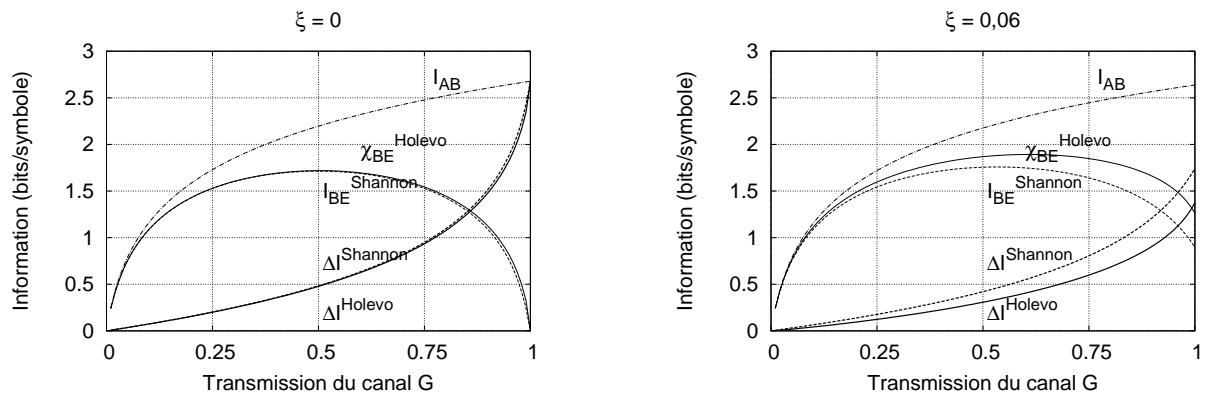 ξ = 0
Information (bits/symbole)
3
2.5
2
1.5
1
0.5
0
I_AB
χ_BE^Holevo
I_BE^Shannon
ΔI^Shannon
ΔI^Holevo
0 0.25 0.5 0.75 1
Transmission du canal G
ξ = 0,06
Information (bits/symbole)
3
2.5
2
1.5
1
0.5
0
I_AB
χ_BE^Holevo
I_BE^Shannon
ΔI^Shannon
ΔI^Holevo
0 0.25 0.5 0.75 1
Transmission du canal G